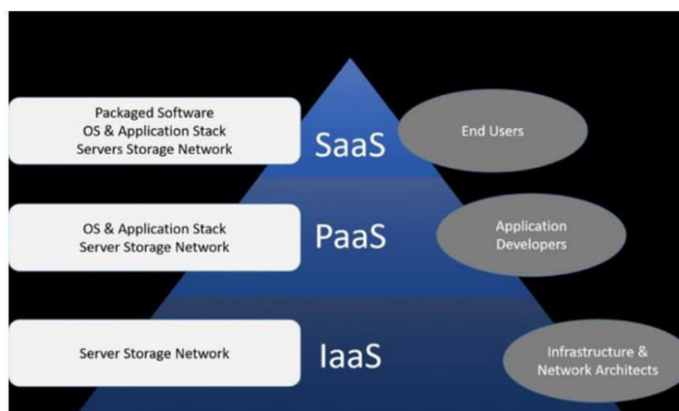 Packaged Software
OS & Application Stack
Servers Storage Network
SaaS
End Users
OS & Application Stack
Server Storage Network
PaaS
Application
Developers
Server Storage Network
IaaS
Infrastructure &
Network Architects